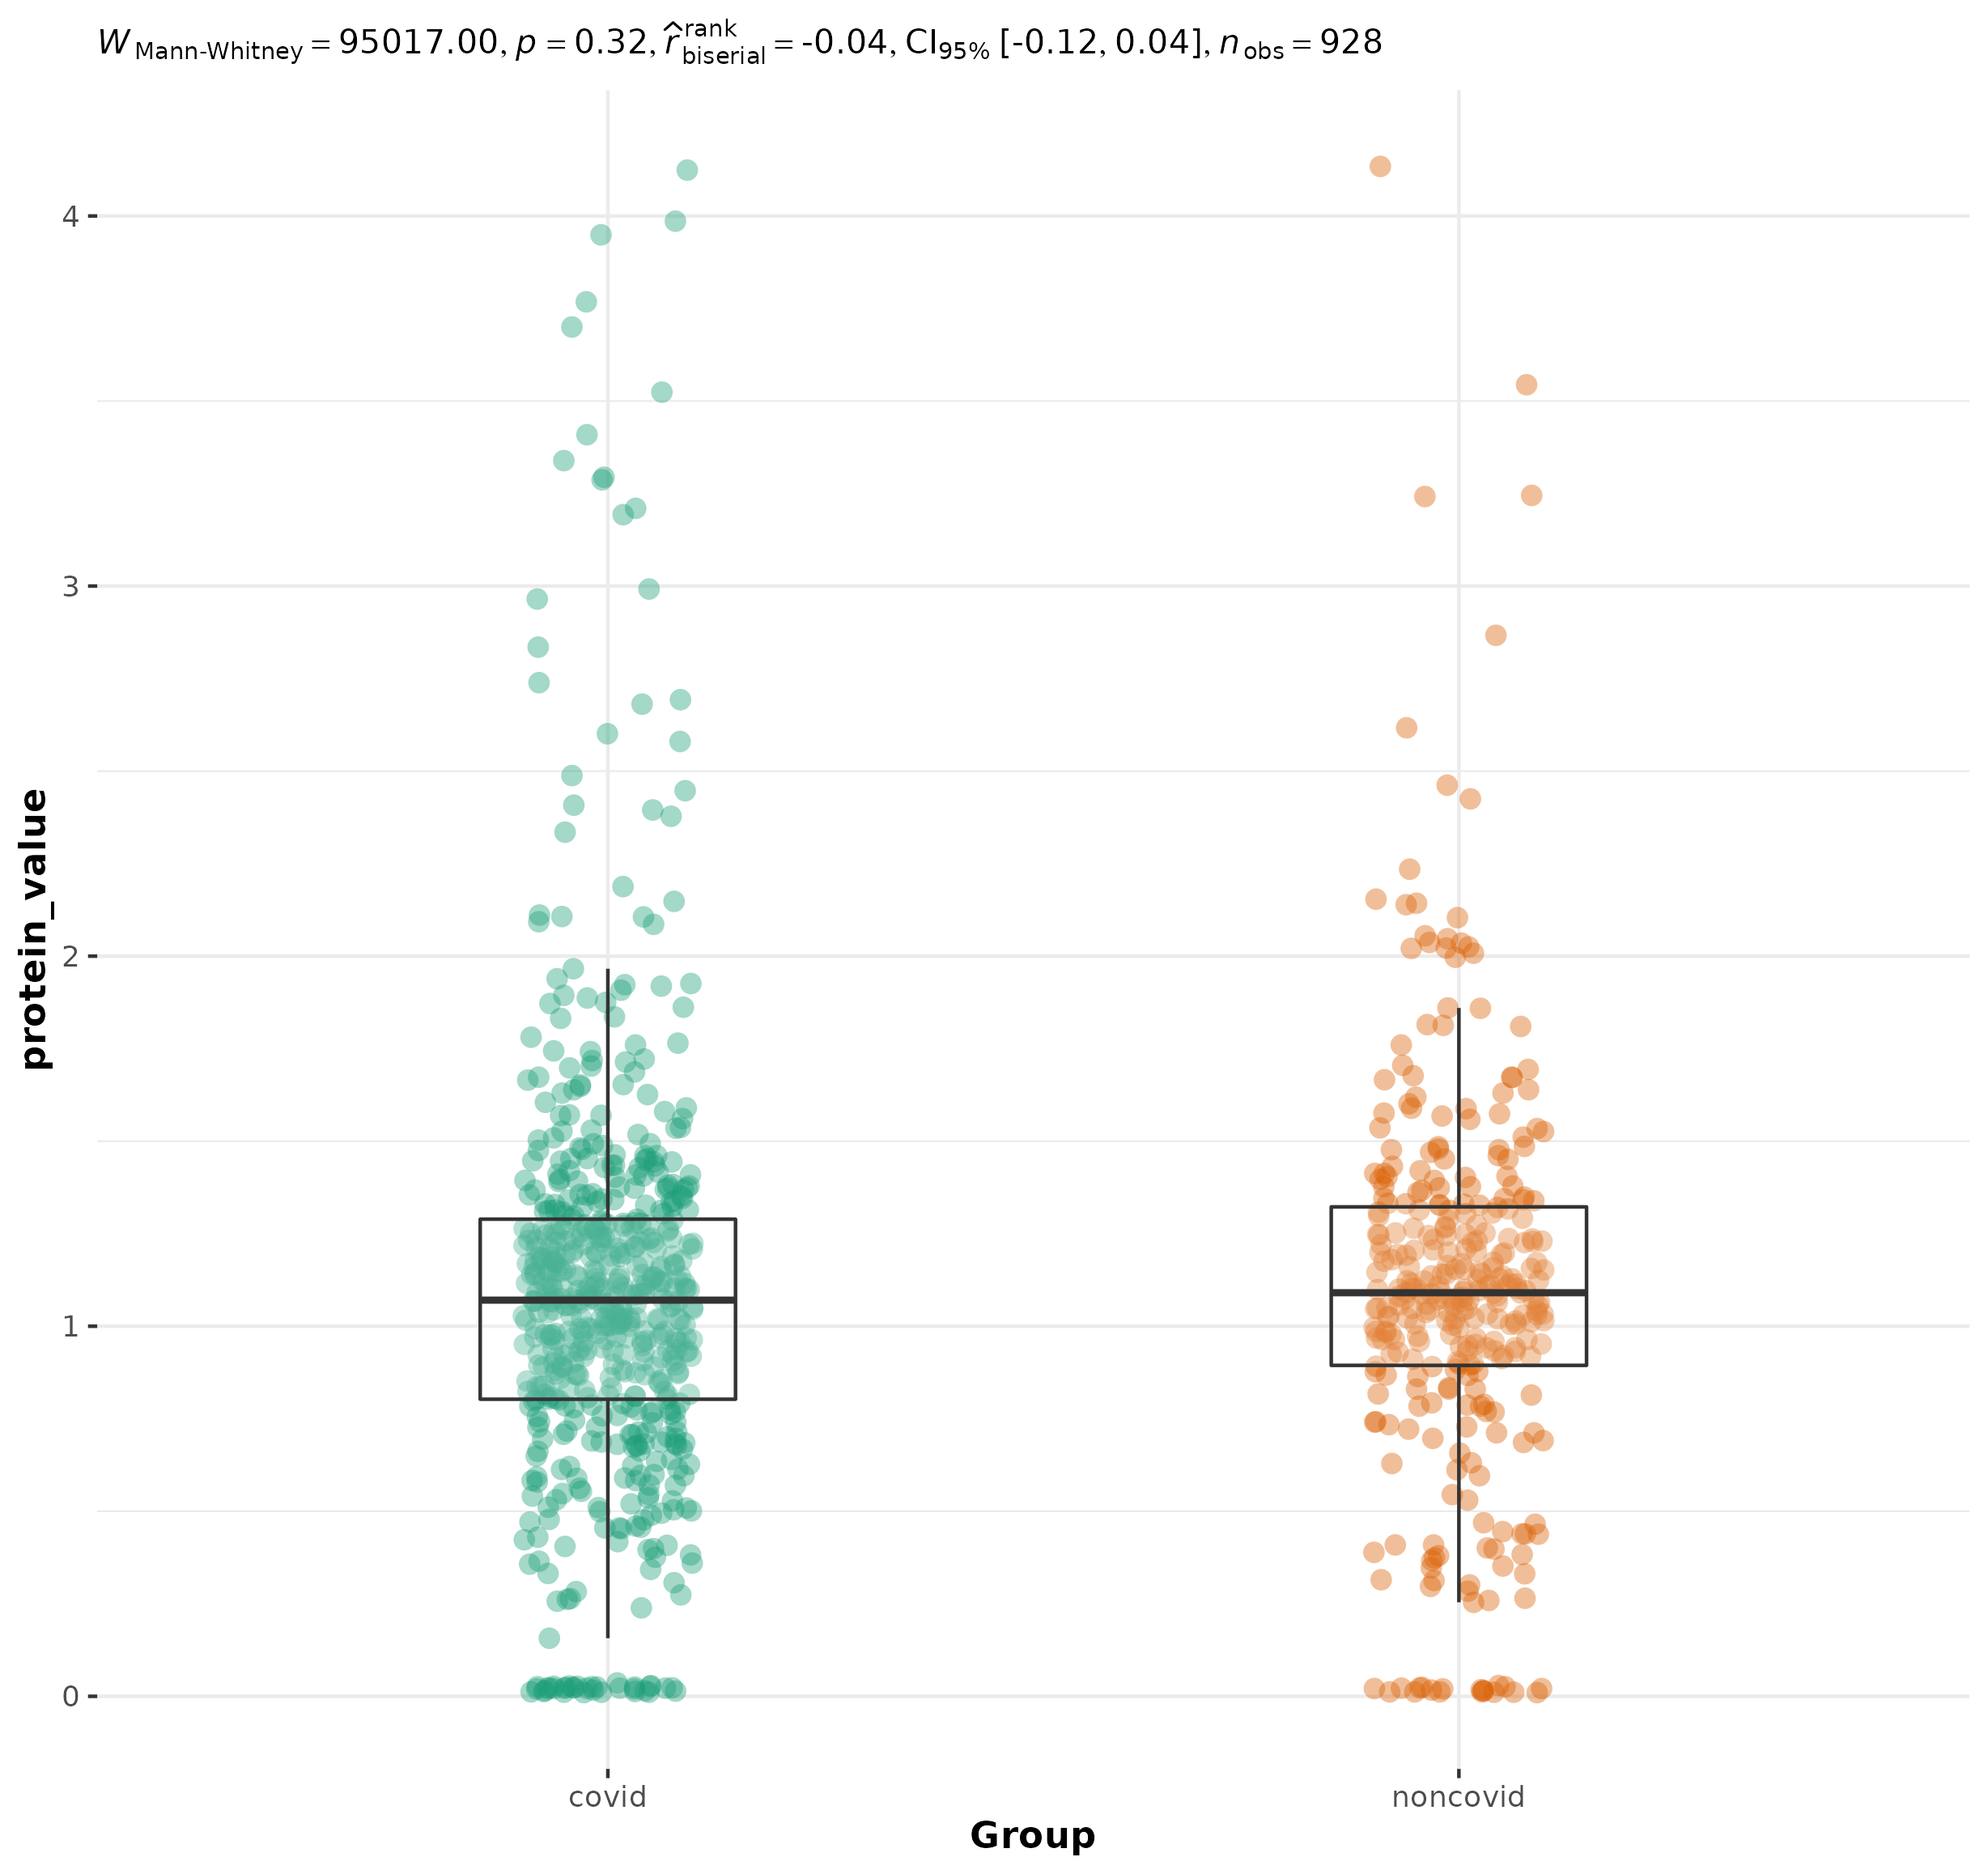 W Mann-Whitney = 95017.00, p = 0.32, r̂ rank biserial = -0.04, CI95% [-0.12, 0.04], n obs = 928
4
3
2
1
0
protein_value
covid noncovid
Group